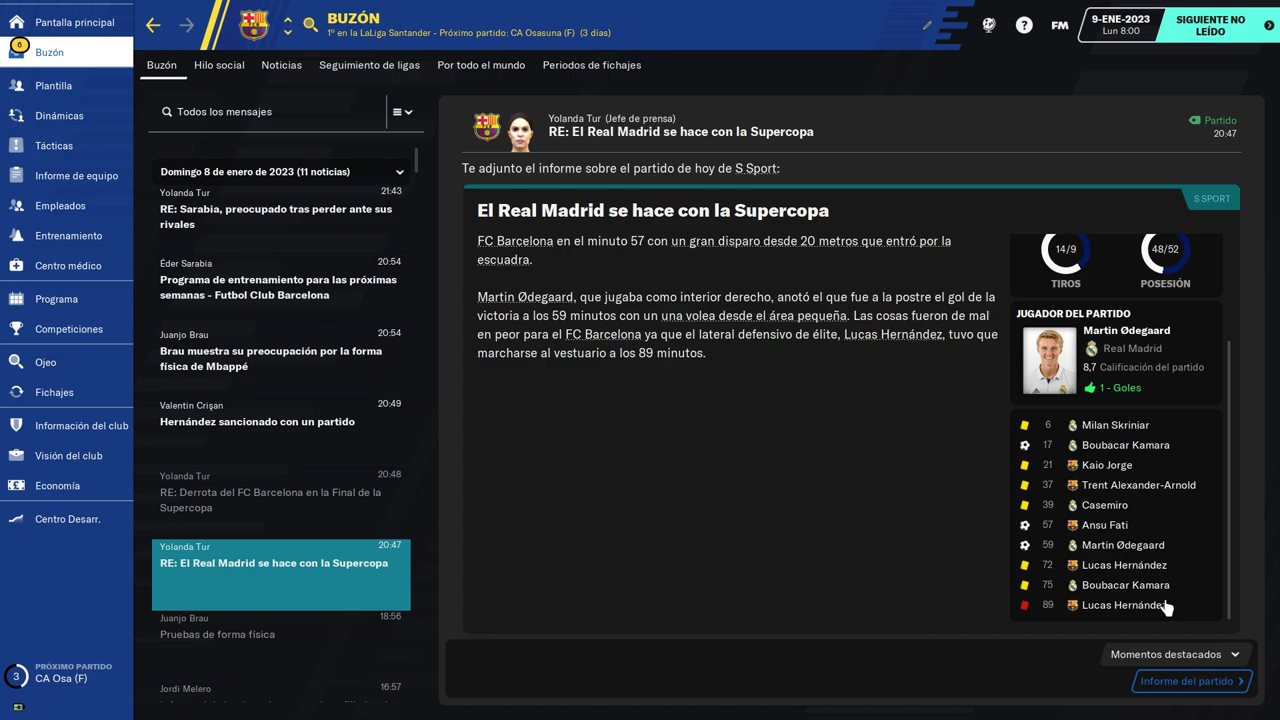 Pantalla principal
6
Buzón
Plantilla
Dinámicas
Tácticas
Informe de equipo
Empleados
Entrenamiento
Centro médico
Programa
Competiciones
Ojeo
Fichajes
Información del club
Visión del club
Economía
Centro Desarr.
3
PRÓXIMO PARTIDO
CA Osa (F)
BUZÓN
1º en la LaLiga Santander - Próximo partido: CA Osasuna (F) (3 días)
FM
9-ENE-2023
Lun 8:00
SIGUIENTE NO LEÍDO
Buzón
Hilo social
Noticias
Seguimiento de ligas
Por todo el mundo
Periodos de fichajes
Todos los mensajes
Domingo 8 de enero de 2023 (11 noticias)
Yolanda Tur 21:43
RE: Sarabia, preocupado tras perder ante sus
rivales
Éder Sarabia 20:54
Programa de entrenamiento para las próximas
semanas - Futbol Club Barcelona
Juanjo Brau 20:54
Brau muestra su preocupación por la forma
física de Mbappé
Valentin Crişan 20:49
Hernández sancionado con un partido
Yolanda Tur 20:48
RE: Derrota del FC Barcelona en la Final de la
Supercopa
Yolanda Tur 20:47
RE: El Real Madrid se hace con la Supercopa
Juanjo Brau 18:56
Pruebas de forma física
Jordi Melero 16:57
Yolanda Tur (Jefe de prensa)
RE: El Real Madrid se hace con la Supercopa
Partido
20:47
Te adjunto el informe sobre el partido de hoy de S Sport:
S SPORT
El Real Madrid se hace con la Supercopa
FC Barcelona en el minuto 57 con un gran disparo desde 20 metros que entró por la
escuadra.
Martin Ødegaard, que jugaba como interior derecho, anotó el que fue a la postre el gol de la
victoria a los 59 minutos con un una volea desde el área pequeña. Las cosas fueron de mal
en peor para el FC Barcelona ya que el lateral defensivo de élite, Lucas Hernández, tuvo que
marcharse al vestuario a los 89 minutos.
14/9
TIROS
48/52
POSESIÓN
JUGADOR DEL PARTIDO
Martin Ødegaard
Real Madrid
8,7 Calificación del partido
1 - Goles
6 Milan Skriniar
17 Boubacar Kamara
21 Kaio Jorge
37 Trent Alexander-Arnold
39 Casemiro
57 Ansu Fati
59 Martin Ødegaard
72 Lucas Hernández
75 Boubacar Kamara
89 Lucas Hernández
Momentos destacados
Informe del partido